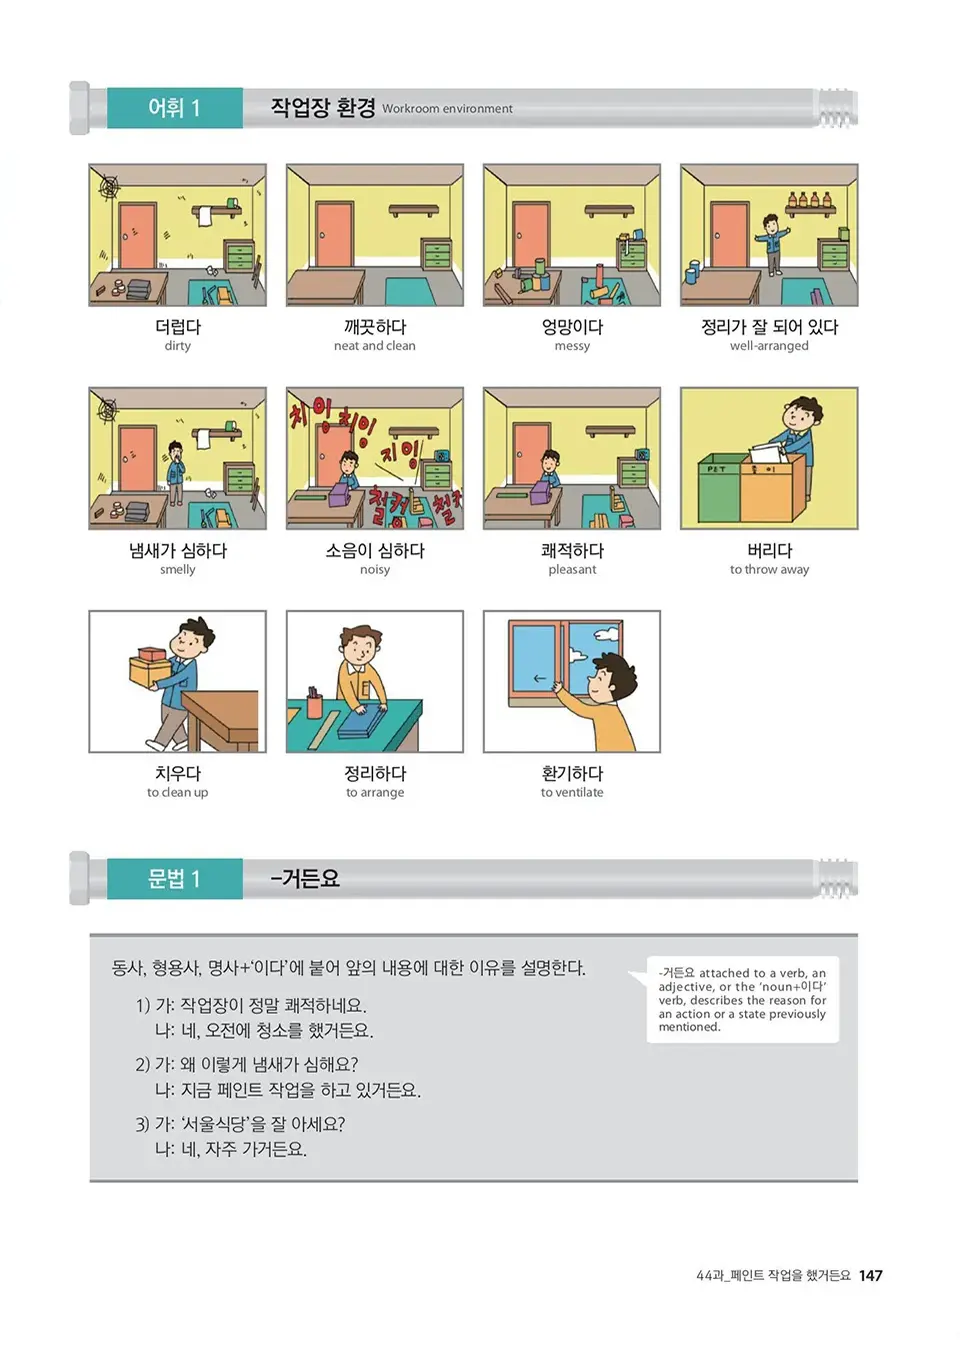 어휘 1
작업장 환경 Workroom environment
더럽다
dirty
깨끗하다
neat and clean
엉망이다
messy
정리가 잘 되어 있다
well-arranged
치잉 치잉
지잉
철컹 철커
PET
종이
냄새가 심하다
smelly
소음이 심하다
noisy
쾌적하다
pleasant
버리다
to throw away
치우다
to clean up
정리하다
to arrange
환기하다
to ventilate
문법 1
-거든요
동사, 형용사, 명사+‘이다’에 붙어 앞의 내용에 대한 이유를 설명한다.
-거든요 attached to a verb, an
adjective, or the ‘noun+이다’
verb, describes the reason for
an action or a state previously
mentioned.
1) 가: 작업장이 정말 쾌적하네요.
나: 네, 오전에 청소를 했거든요.
2) 가: 왜 이렇게 냄새가 심해요?
나: 지금 페인트 작업을 하고 있거든요.
3) 가: ‘서울식당’을 잘 아세요?
나: 네, 자주 가거든요.
44과_페인트 작업을 했거든요 147